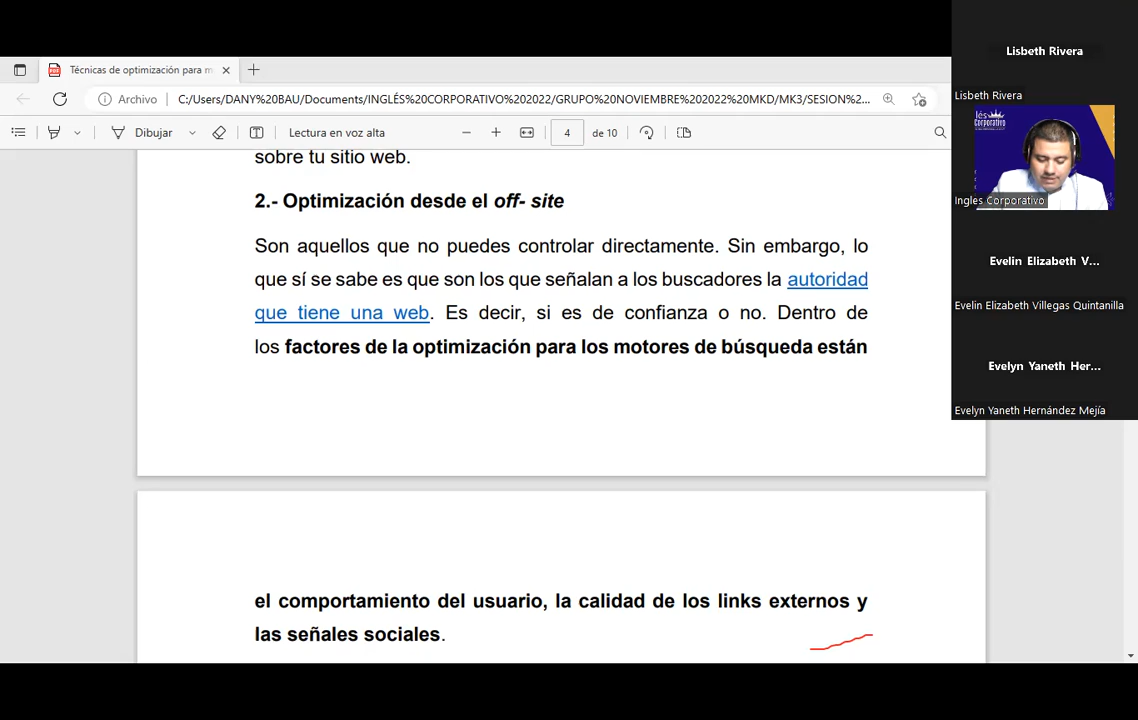 Técnicas de optimización para m
Archivo
C:/Users/DANY%20BAU/Documents/INGLÉS%20CORPORATIVO%202022/GRUPO%20NOVIEMBRE%202022%20MKD/MK3/SESION%2...
Dibujar
Lectura en voz alta
4
de 10
sobre tu sitio web.
2.- Optimización desde el off- site
Son aquellos que no puedes controlar directamente. Sin embargo, lo
que sí se sabe es que son los que señalan a los buscadores la autoridad
que tiene una web. Es decir, si es de confianza o no. Dentro de
los factores de la optimización para los motores de búsqueda están
el comportamiento del usuario, la calidad de los links externos y
las señales sociales.
Lisbeth Rivera
Lisbeth Rivera
Ingles Corporativo
Evelin Elizabeth V...
Evelin Elizabeth Villegas Quintanilla
Evelyn Yaneth Her...
Evelyn Yaneth Hernández Mejía